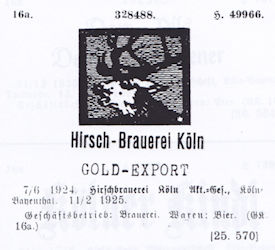 16a. 328488. H. 49966.
Hirsch-Brauerei Köln
GOLD-EXPORT
7/6 1924. Hirschbrauerei Köln Akt.-Ges., Köln-
Bayenthal. 11/2 1925.
Geschäftsbetrieb: Brauerei. Waren: Bier. (GR.
16a.)
[25. 570]